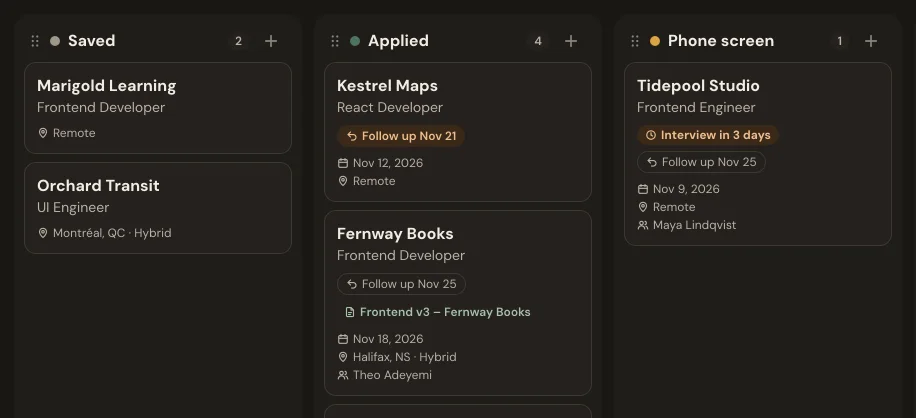 Saved 2
Marigold Learning
Frontend Developer
Remote
Orchard Transit
UI Engineer
Montréal, QC · Hybrid
Applied 4
Kestrel Maps
React Developer
Follow up Nov 21
Nov 12, 2026
Remote
Fernway Books
Frontend Developer
Follow up Nov 25
Frontend v3 – Fernway Books
Nov 18, 2026
Halifax, NS · Hybrid
Theo Adeyemi
Phone screen 1
Tidepool Studio
Frontend Engineer
Interview in 3 days
Follow up Nov 25
Nov 9, 2026
Remote
Maya Lindqvist